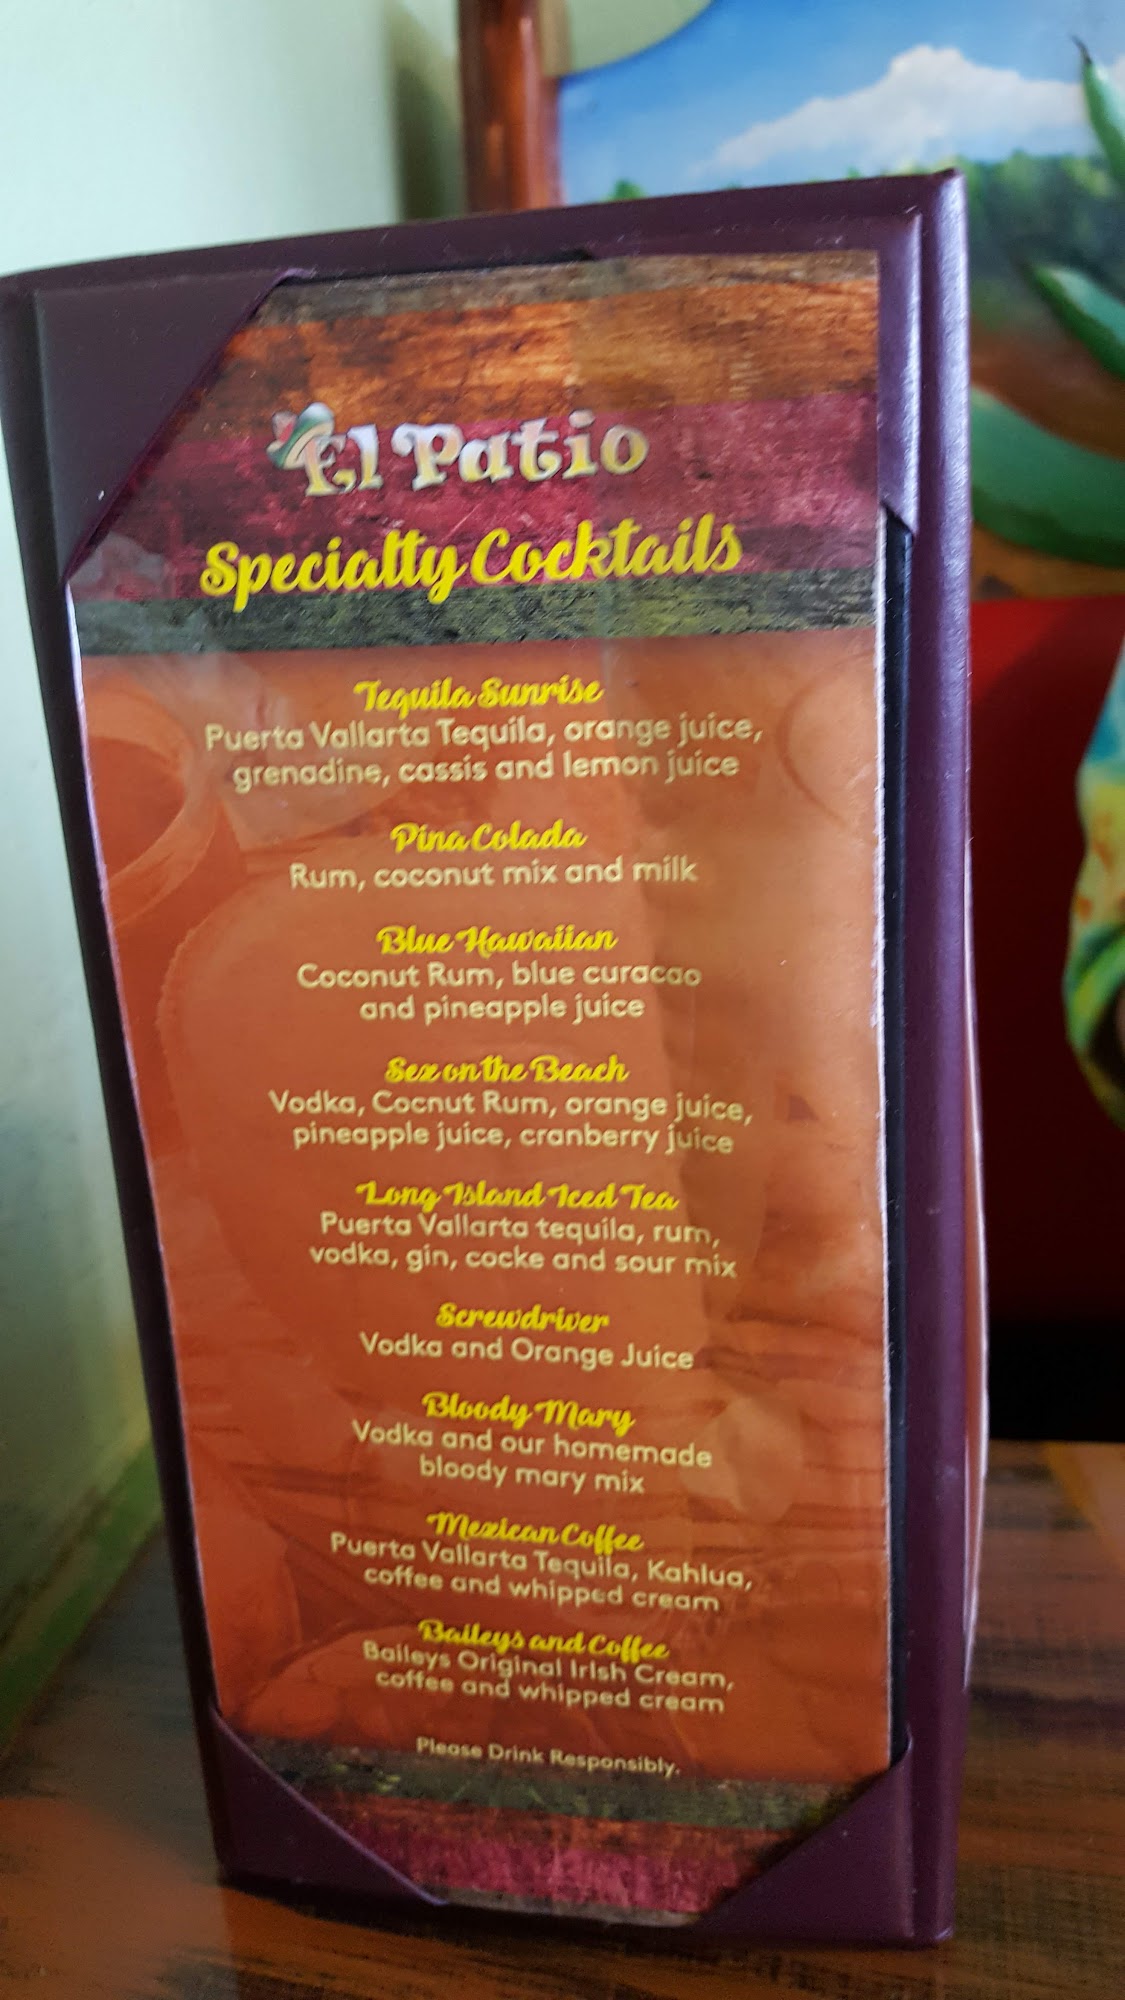 El Patio
Specialty Cocktails
Tequila Sunrise
Puerta Vallarta Tequila, orange juice,
grenadine, cassis and lemon juice
Pina Colada
Rum, coconut mix and milk
Blue Hawaiian
Coconut Rum, blue curacao
and pineapple juice
Sex on the Beach
Vodka, Cocnut Rum, orange juice,
pineapple juice, cranberry juice
Long Island Iced Tea
Puerta Vallarta tequila, rum,
vodka, gin, cocke and sour mix
Screwdriver
Vodka and Orange Juice
Bloody Mary
Vodka and our homemade
bloody mary mix
Mexican Coffee
Puerta Vallarta Tequila, Kahlua,
coffee and whipped cream
Baileys and Coffee
Baileys Original Irish Cream,
coffee and whipped cream
Please Drink Responsibly.